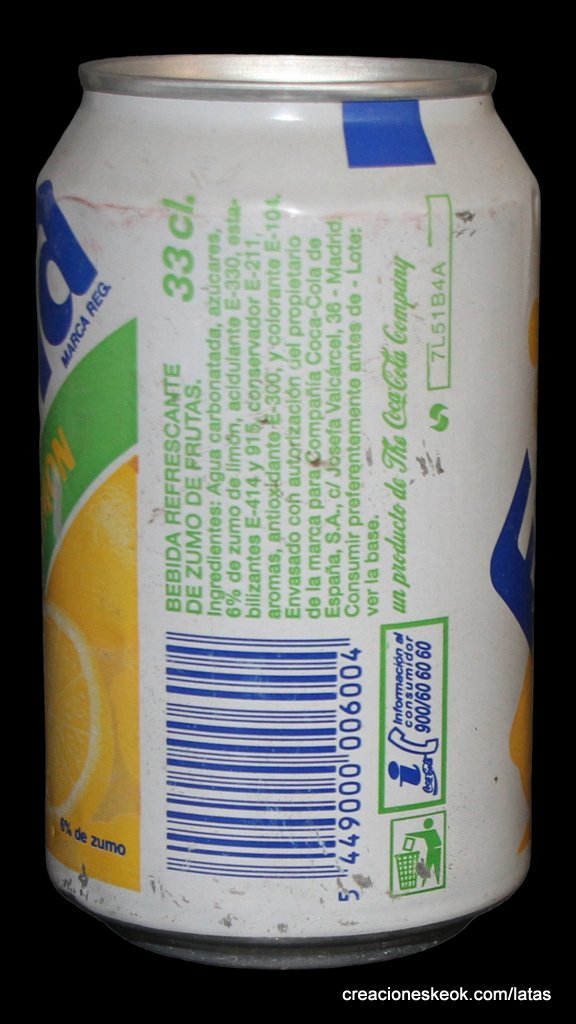 MARCA REG.
6% de zumo
BEBIDA REFRESCANTE
DE ZUMO DE FRUTAS.
33 cl.
Ingredientes: Agua carbonatada, azúcares,
6% de zumo de limón, acidulante E-330, esta-
bilizantes E-414 y 915, conservador E-211,
aromas, antioxidante E-300, y colorante E-104.
Envasado con autorización del propietario
de la marca para Compañía Coca-Cola de
España, S.A., c/ Josefa Valcárcel, 36 - Madrid.
Consumir preferentemente antes de - Lote:
ver la base.
un producto de The Coca-Cola Company
7L51B4A
5 449000 006004
i Información al
consumidor
900/60 60 60
Coca-Cola
creacioneskeok.com/latas